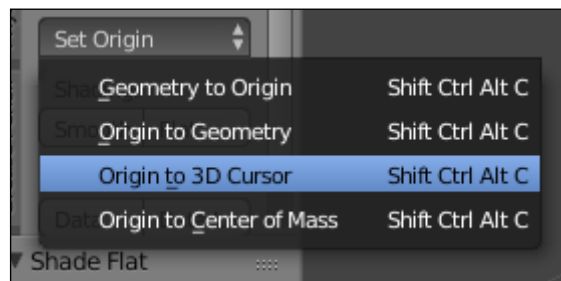 Set Origin
Geometry to Origin Shift Ctrl Alt C
Origin to Geometry Shift Ctrl Alt C
Origin to 3D Cursor Shift Ctrl Alt C
Origin to Center of Mass Shift Ctrl Alt C
Shade Flat